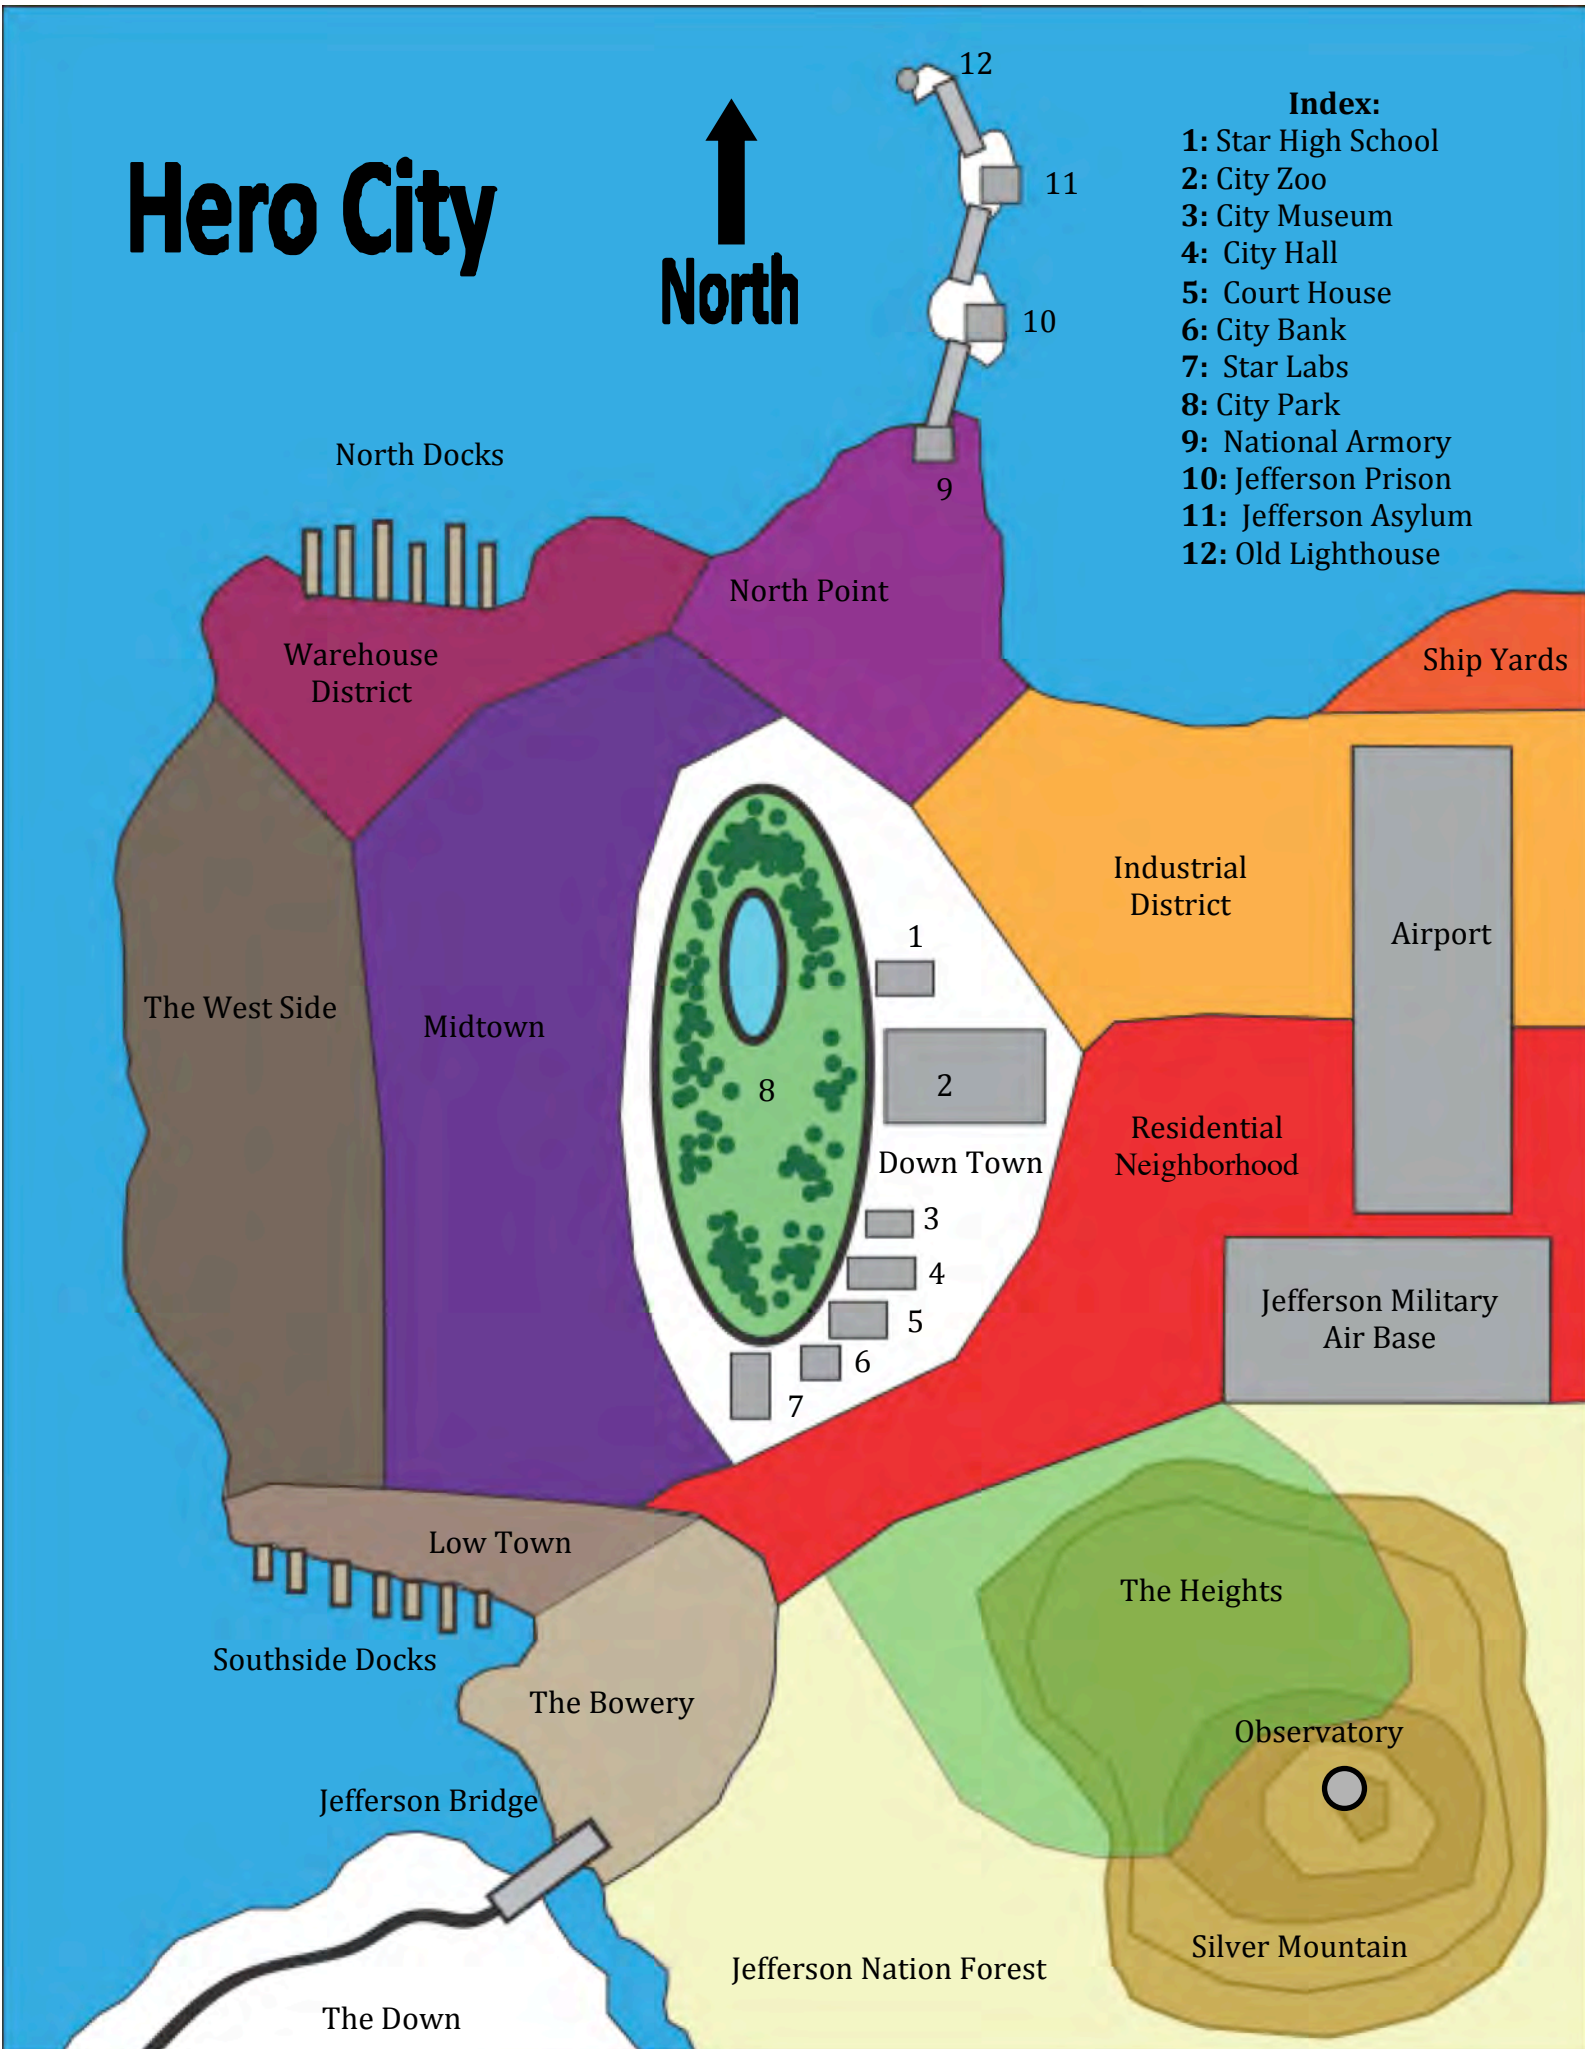 Hero City
North
12
11
10
9
Index:
1: Star High School
2: City Zoo
3: City Museum
4: City Hall
5: Court House
6: City Bank
7: Star Labs
8: City Park
9: National Armory
10: Jefferson Prison
11: Jefferson Asylum
12: Old Lighthouse
North Docks
North Point
Warehouse
District
Ship Yards
Industrial
District
Airport
1
The West Side
Midtown
8
2
Residential
Neighborhood
Down Town
3
4
5
6
7
Jefferson Military
Air Base
Low Town
The Heights
Southside Docks
The Bowery
Observatory
Jefferson Bridge
Silver Mountain
Jefferson Nation Forest
The Down